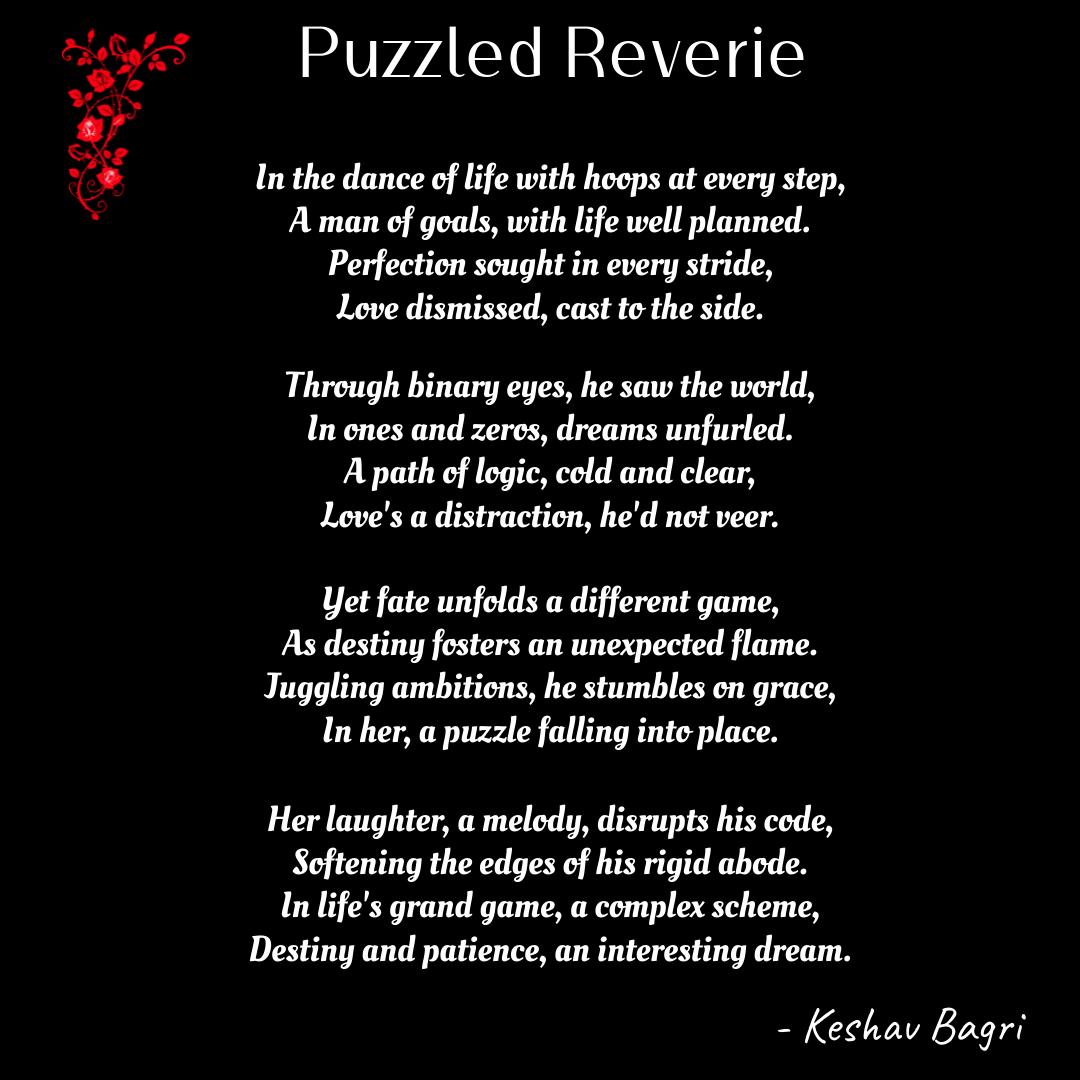 Puzzled Reverie
In the dance of life with hoops at every step,
A man of goals, with life well planned.
Perfection sought in every stride,
Love dismissed, cast to the side.
Through binary eyes, he saw the world,
In ones and zeros, dreams unfurled.
A path of logic, cold and clear,
Love's a distraction, he'd not veer.
Yet fate unfolds a different game,
As destiny fosters an unexpected flame.
Juggling ambitions, he stumbles on grace,
In her, a puzzle falling into place.
Her laughter, a melody, disrupts his code,
Softening the edges of his rigid abode.
In life's grand game, a complex scheme,
Destiny and patience, an interesting dream.
- Keshav Bagri